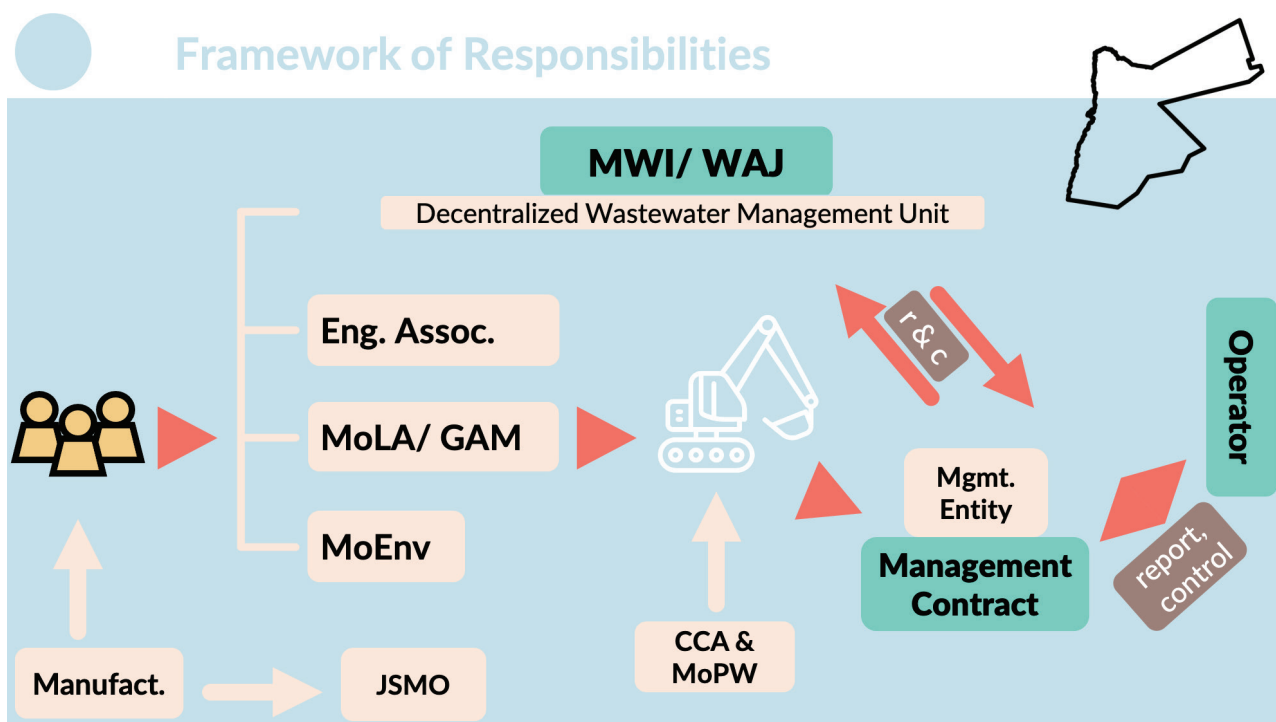 Framework of Responsibilities
MWI/ WAJ
Decentralized Wastewater Management Unit
Eng. Assoc.
MoLA/ GAM
MoEnv
r & c
Operator
Mgmt.
Entity
Management
Contract
report,
control
Manufact.
JSMO
CCA &
MoPW